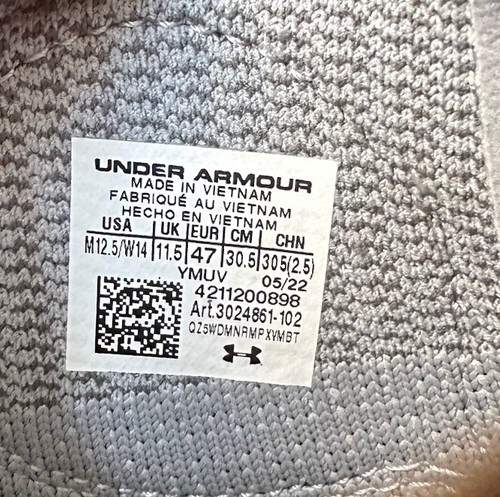 UNDER ARMOUR
MADE IN VIETNAM
FABRIQUÉ AU VIETNAM
HECHO EN VIETNAM
USA UK EUR CM CHN
M12.5/W14 11.5 47 30.5 305(2.5)
YMUV 05/22
4211200898
Art.3024861-102
QZ5WDMNRMPXVMBT